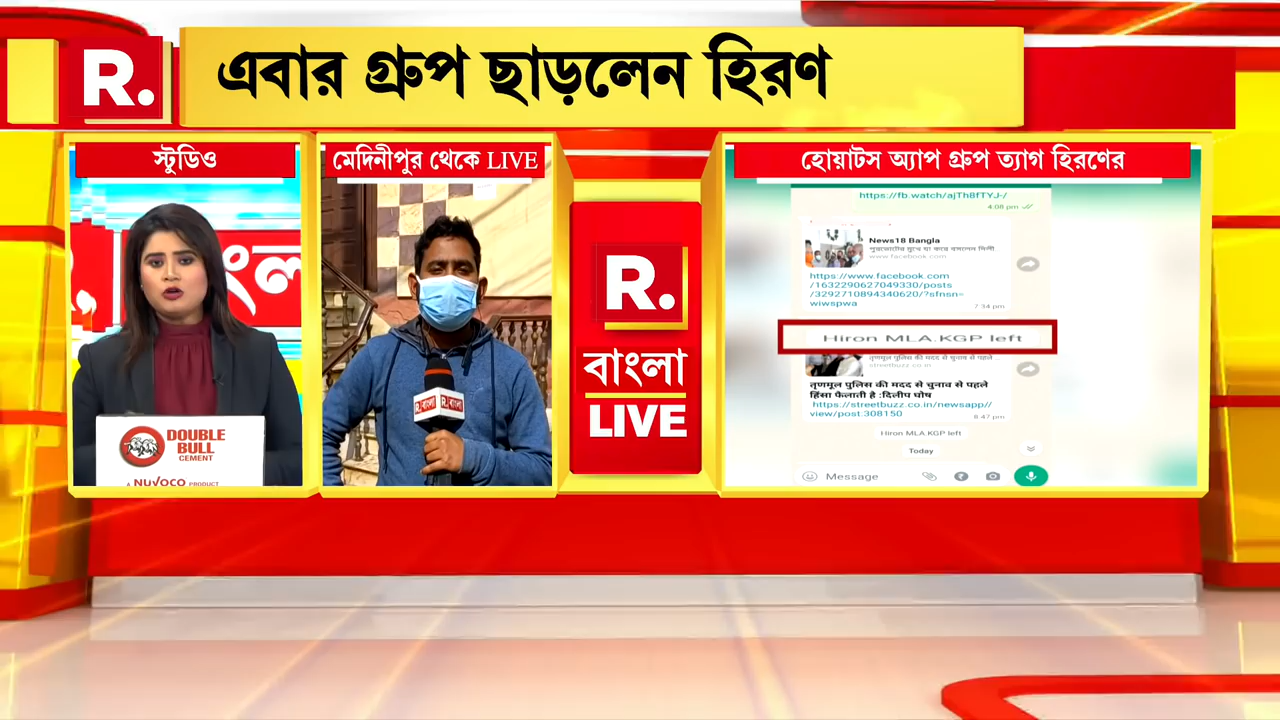 R.
এবার গ্রুপ ছাড়লেন হিরণ
স্টুডিও
DOUBLE
BULL
CEMENT
A NUVOCO PRODUCT
মেদিনীপুর থেকে LIVE
R. বাংলা
R. বাংলা
R.
বাংলা
LIVE
হোয়াটস অ্যাপ গ্রুপ ত্যাগ হিরণের
https://fb.watch/ajTh8fTYJ-/
4:08 pm
News18 Bangla
www.facebook.com
https://www.facebook.com
/1632290627049330/posts
/3292710894340620/?sfnsn=
wiwspwa
7:34 pm
Hiron MLA.KGP left
तृणमूल पुलिस की मदद से चुनाव से पहले
streetbuzz.co.in
तृणमूल पुलिस की मदद से चुनाव से पहले
हिंसा फैलाती है :दिलीप घोष
https://streetbuzz.co.in/newsapp//
view/post:308150
8:47 pm
Hiron MLA.KGP left
Today
Message